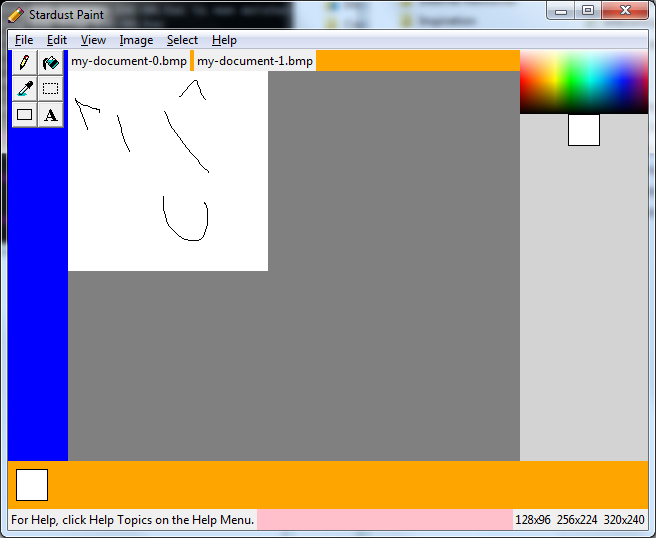 Stardust Paint
File Edit View Image Select Help
my-document-0.bmp my-document-1.bmp
A
For Help, click Help Topics on the Help Menu. 128x96 256x224 320x240